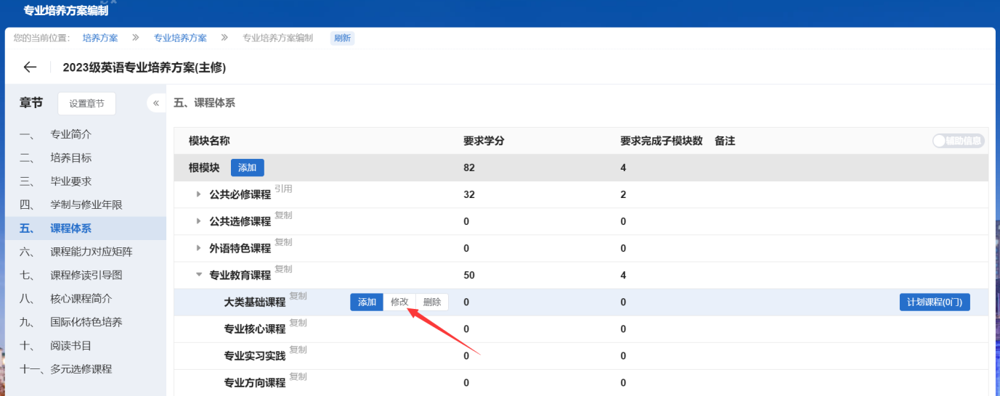 专业培养方案编制
您的当前位置： 培养方案 » 专业培养方案 » 专业培养方案编制 刷新
← 2023级英语专业培养方案(主修)
章节 设置章节 «
一、 专业简介
二、 培养目标
三、 毕业要求
四、 学制与修业年限
五、 课程体系
六、 课程能力对应矩阵
七、 课程修读引导图
八、 核心课程简介
九、 国际化特色培养
十、 阅读书目
十一、多元选修课程
五、课程体系
模块名称 要求学分 要求完成子模块数 备注 辅助信息
根模块 添加 82 4
公共必修课程 引用 32 2
公共选修课程 复制 0 0
外语特色课程 复制 0 0
专业教育课程 复制 50 4
大类基础课程 复制 添加 修改 删除 0 0 计划课程(0门)
专业核心课程 复制 0 0
专业实习实践 复制 0 0
专业方向课程 复制 0 0